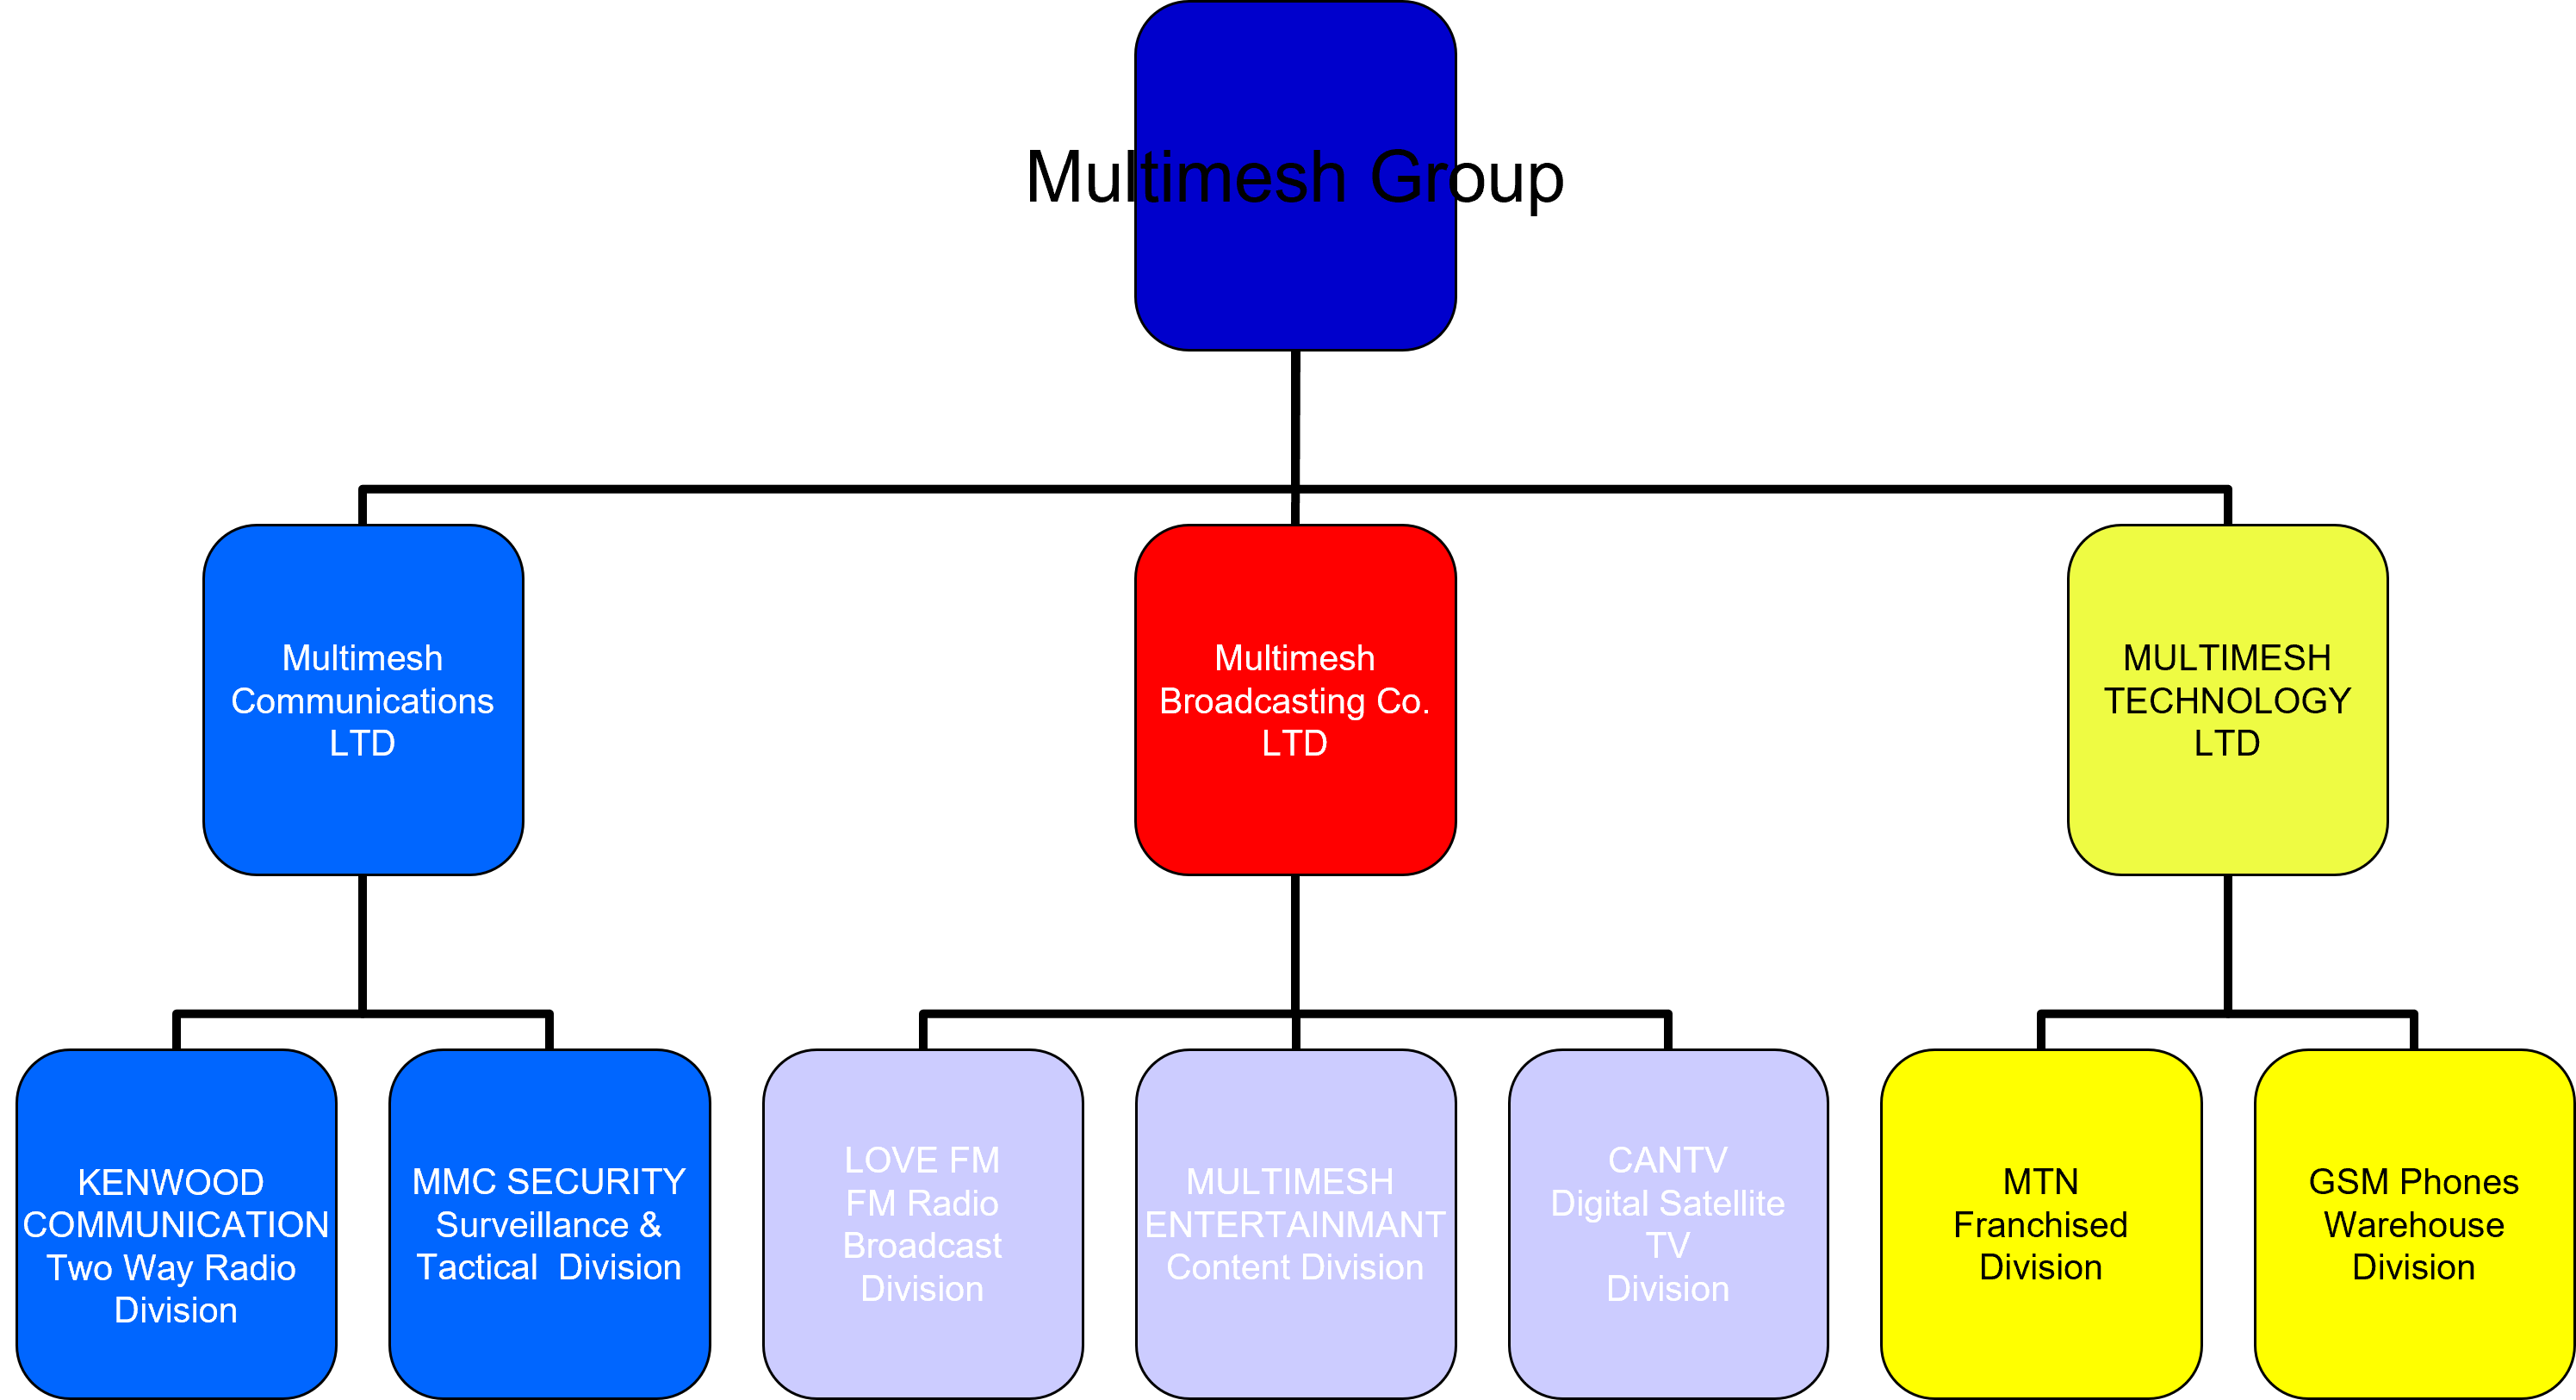 Multimesh Group
Multimesh
Communications
LTD
Multimesh
Broadcasting Co.
LTD
MULTIMESH
TECHNOLOGY
LTD
KENWOOD
COMMUNICATION
Two Way Radio
Division
MMC SECURITY
Surveillance &
Tactical  Division
LOVE FM
FM Radio
Broadcast
Division
MULTIMESH
ENTERTAINMANT
Content Division
CANTV
Digital Satellite
TV
Division
MTN
Franchised
Division
GSM Phones
Warehouse
Division